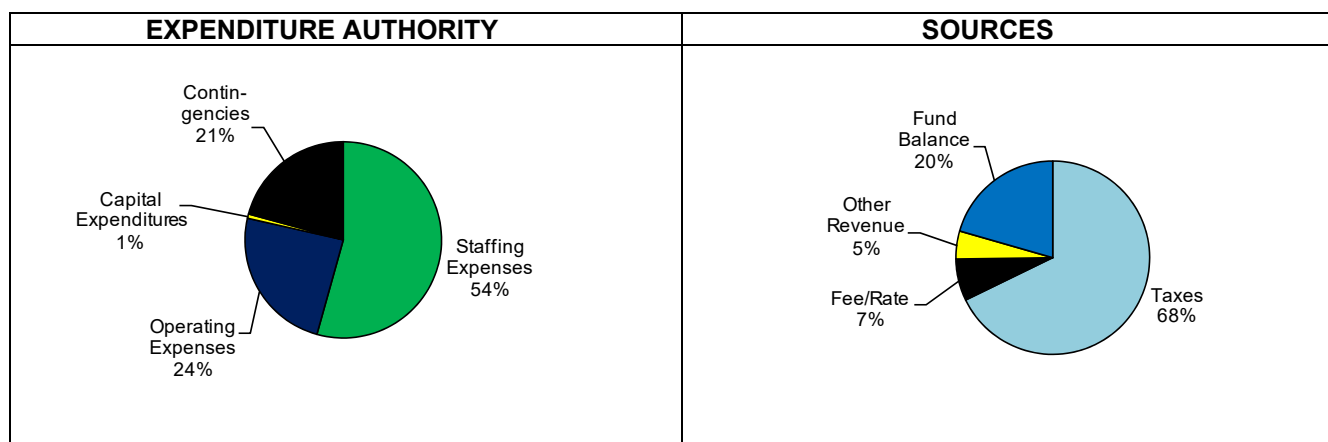 EXPENDITURE AUTHORITY
Contin-
gencies
21%
Capital
Expenditures
1%
Operating
Expenses
24%
Staffing
Expenses
54%
SOURCES
Fund
Balance
20%
Other
Revenue
5%
Fee/Rate
7%
Taxes
68%